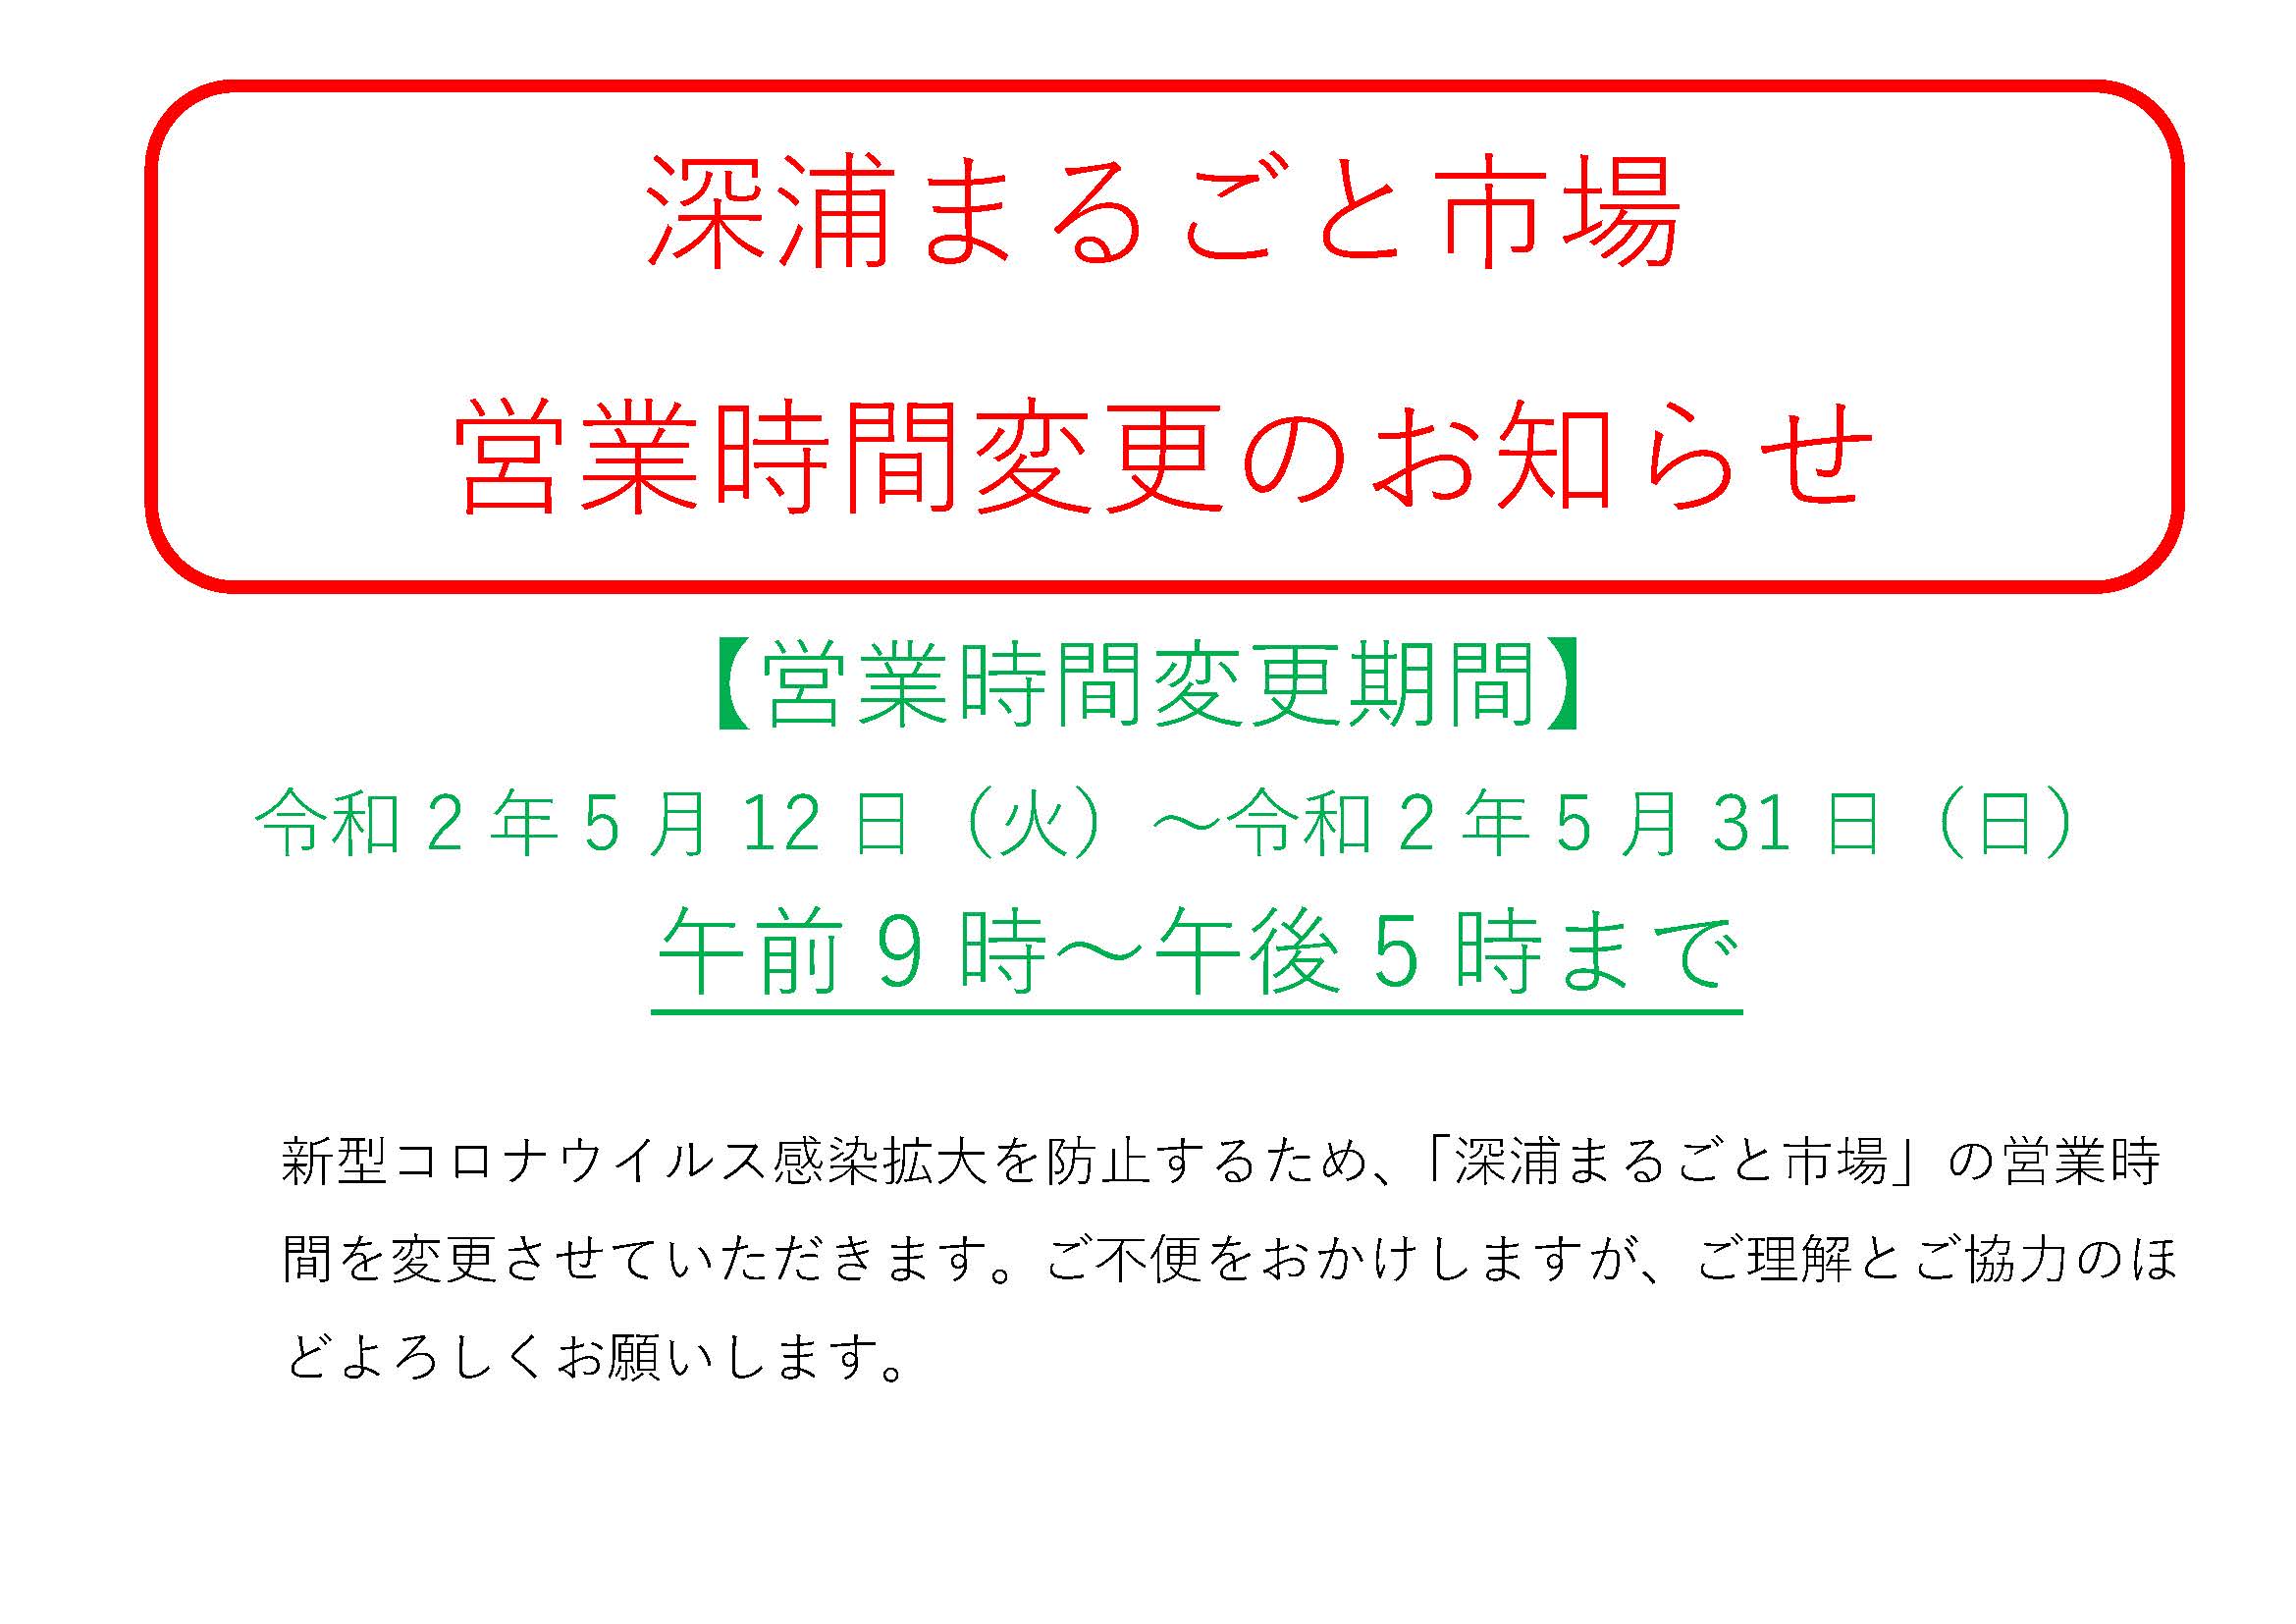 深浦まるごと市場
営業時間変更のお知らせ
【営業時間変更期間】
令和 2 年 5 月 12 日（火）～令和 2 年 5 月 31 日（日）
午前 9 時～午後 5 時まで
新型コロナウイルス感染拡大を防止するため、「深浦まるごと市場」の営業時
間を変更させていただきます。ご不便をおかけしますが、ご理解とご協力のほ
どよろしくお願いします。